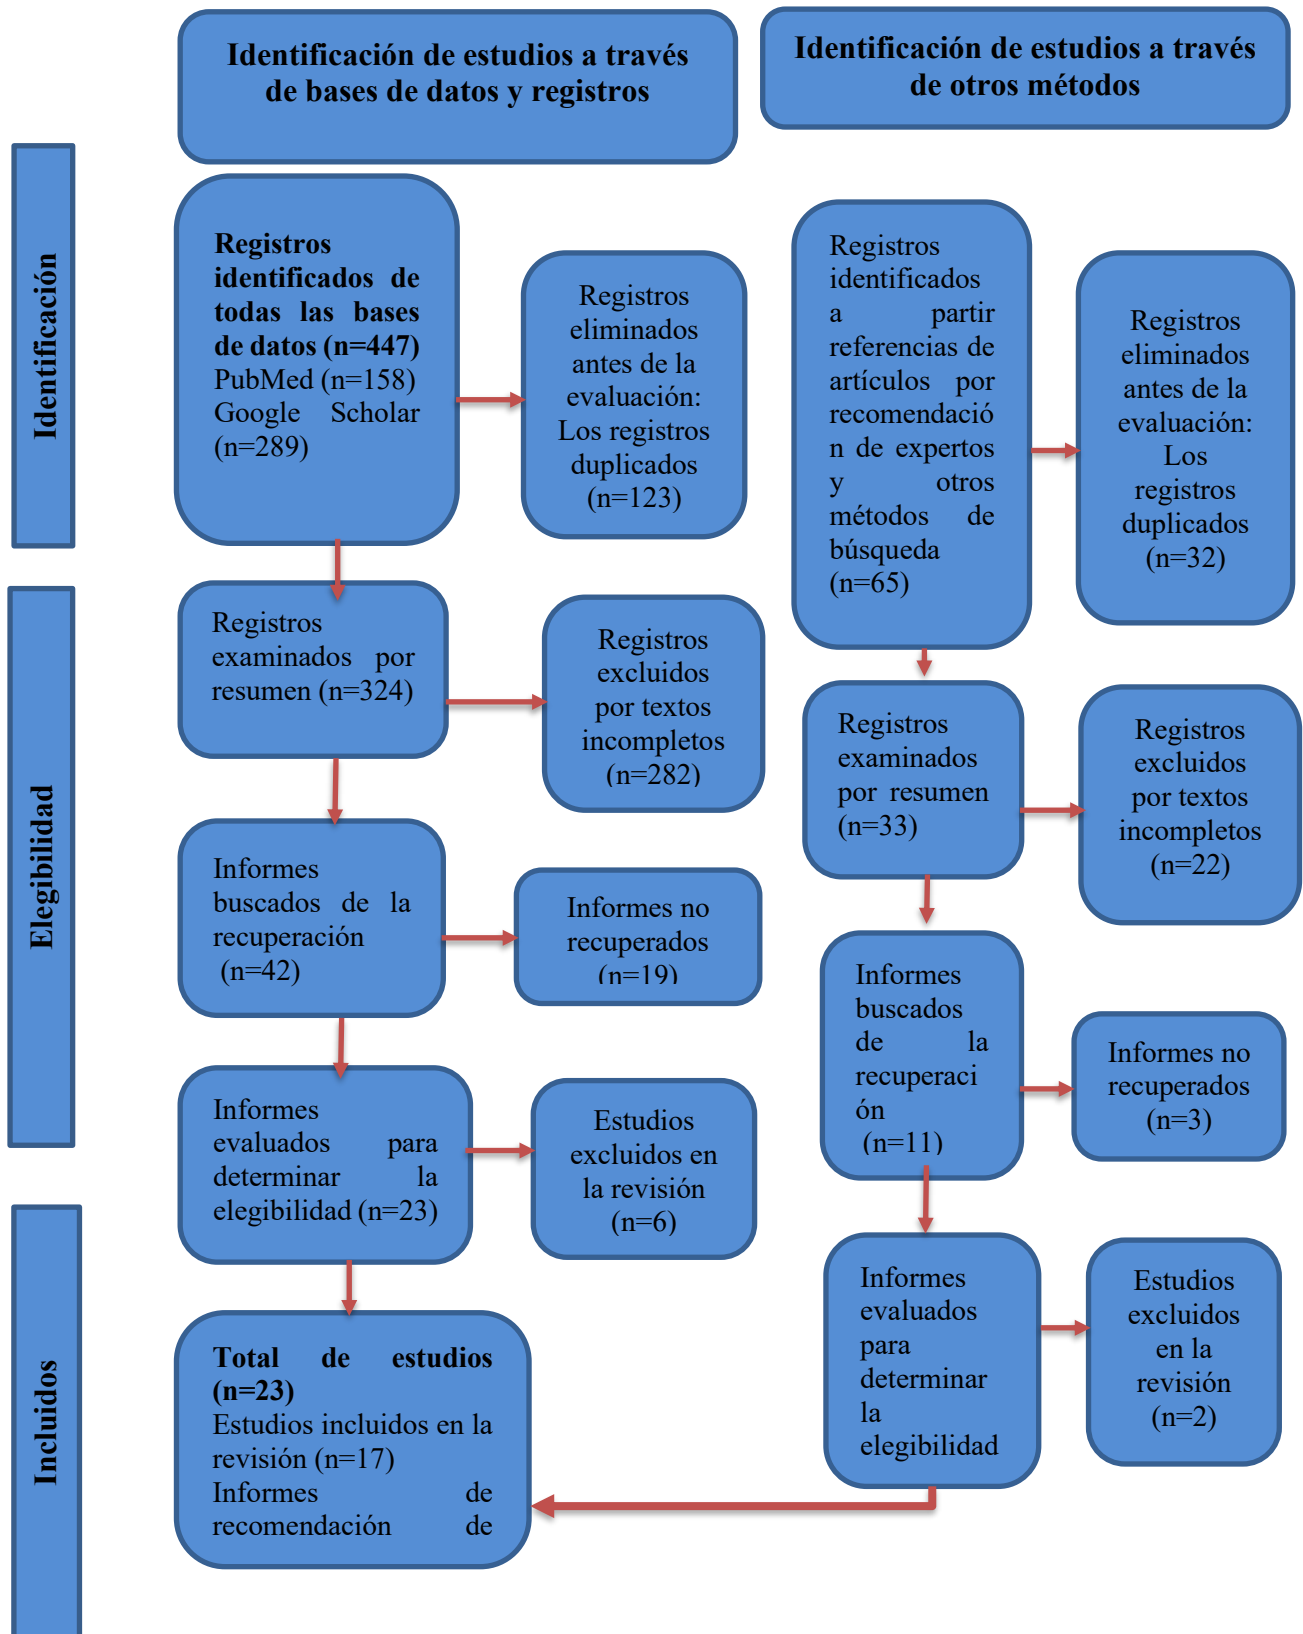 Identificación de estudios a través
de bases de datos y registros
Identificación de estudios a través
de otros métodos
Identificación
Registros
identificados de
todas las bases
de datos (n=447)
PubMed (n=158)
Google Scholar
(n=289)
Registros
eliminados
antes de la
evaluación:
Los registros
duplicados
(n=123)
Registros
identificados
a partir
referencias de
artículos por
recomendació
n de expertos
y otros
métodos de
búsqueda
(n=65)
Registros
eliminados
antes de la
evaluación:
Los
registros
duplicados
(n=32)
Elegibilidad
Registros
examinados por
resumen (n=324)
Registros
excluidos
por textos
incompletos
(n=282)
Registros
examinados
por resumen
(n=33)
Registros
excluidos
por textos
incompletos
(n=22)
Informes
buscados de la
recuperación
(n=42)
Informes no
recuperados
(n=19)
Informes
buscados
de la
recuperaci
ón
(n=11)
Informes no
recuperados
(n=3)
Informes
evaluados para
determinar la
elegibilidad (n=23)
Estudios
excluidos en
la revisión
(n=6)
Informes
evaluados
para
determinar
la
elegibilidad
Estudios
excluidos
en la
revisión
(n=2)
Incluidos
Total de estudios
(n=23)
Estudios incluidos en la
revisión (n=17)
Informes de
recomendación de